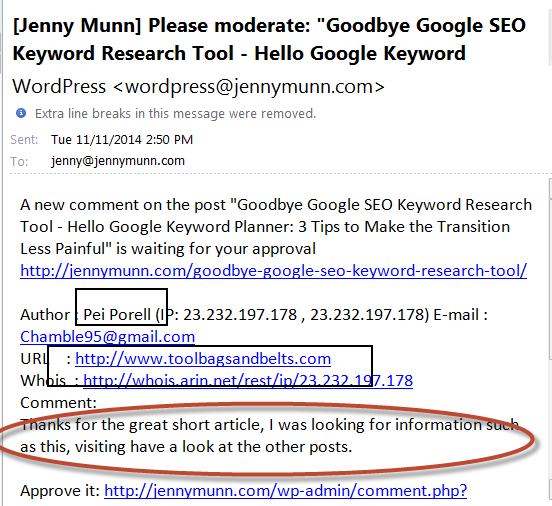 [Jenny Munn] Please moderate: "Goodbye Google SEO
Keyword Research Tool - Hello Google Keyword
WordPress <wordpress@jennymunn.com>
Extra line breaks in this message were removed.
Sent: Tue 11/11/2014 2:50 PM
To: jenny@jennymunn.com
A new comment on the post "Goodbye Google SEO Keyword Research
Tool - Hello Google Keyword Planner: 3 Tips to Make the Transition
Less Painful" is waiting for your approval
http://jennymunn.com/goodbye-google-seo-keyword-research-tool/
Author : Pei Porell (IP: 23.232.197.178 , 23.232.197.178) E-mail :
Chamble95@gmail.com
URL : http://www.toolbagsandbelts.com
Whois : http://whois.arin.net/rest/ip/23.232.197.178
Comment:
Thanks for the great short article, I was looking for information such
as this, visiting have a look at the other posts.
Approve it: http://jennymunn.com/wp-admin/comment.php?